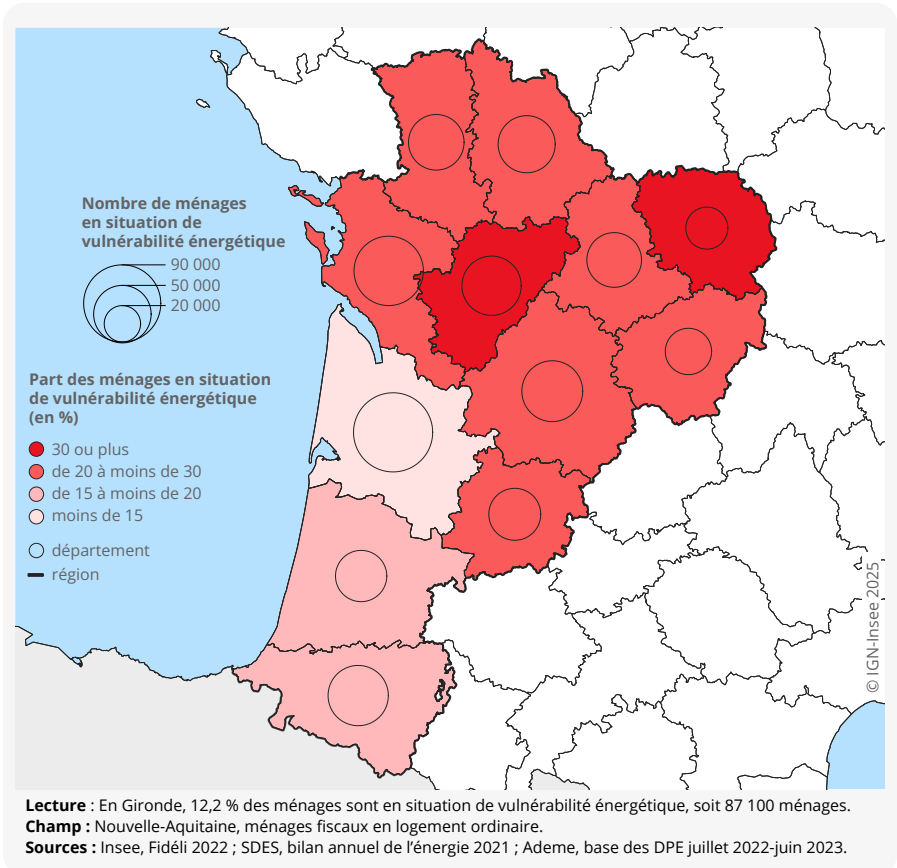 Nombre de ménages
en situation de
vulnérabilité énergétique
90 000
50 000
20 000
Part des ménages en situation
de vulnérabilité énergétique
(en %)
30 ou plus
de 20 à moins de 30
de 15 à moins de 20
moins de 15
département
région
© IGN-Insee 2025
Lecture : En Gironde, 12,2 % des ménages sont en situation de vulnérabilité énergétique, soit 87 100 ménages.
Champ : Nouvelle-Aquitaine, ménages fiscaux en logement ordinaire.
Sources : Insee, Fidéli 2022 ; SDES, bilan annuel de l’énergie 2021 ; Ademe, base des DPE juillet 2022-juin 2023.